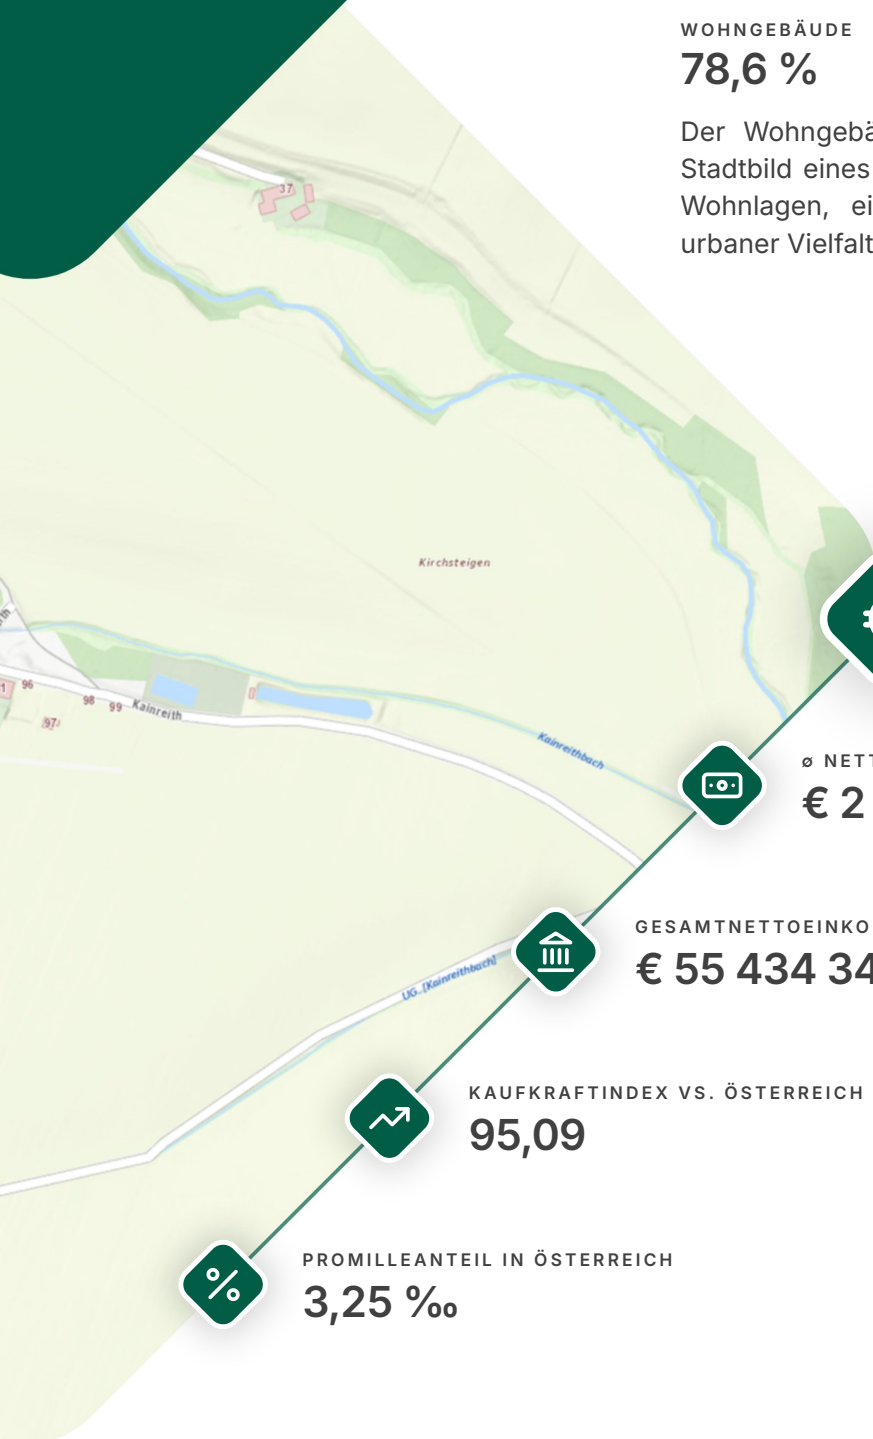 WOHNGEBÄUDE
78,6 %
Der Wohngebä
Stadtbild eines
Wohnlagen, ei
urbaner Vielfalt
37
Kirchsteigen
96
98
99
Kainreith
97
Kainreithbach
ø NETT
€ 2
GESAMTNETTOEINKO
€ 55 434 34
UG. [Kainreithbach]
KAUFKRAFTINDEX VS. ÖSTERREICH
95,09
PROMILLEANTEIL IN ÖSTERREICH
3,25 ‰